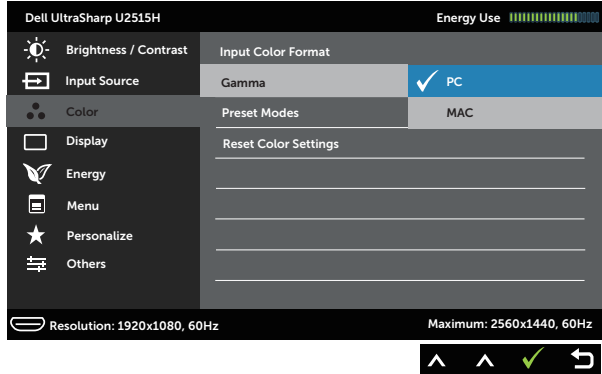 Dell UltraSharp U2515H
Energy Use
Brightness / Contrast
Input Source
Color
Display
Energy
Menu
Personalize
Others
Input Color Format
Gamma
Preset Modes
Reset Color Settings
PC
MAC
Resolution: 1920x1080, 60Hz
Maximum: 2560x1440, 60Hz